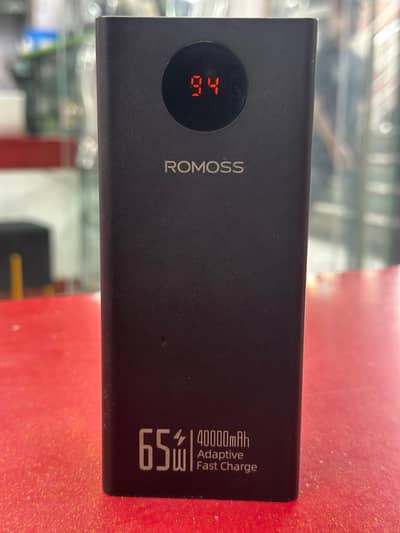 94
ROMOSS
65W
40000mAh
Adaptive
Fast Charge